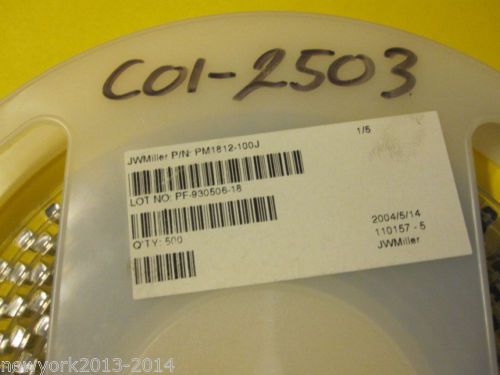 COI-2503
JWMiller P/N: PM1812-100J
1/5
LOT NO: PF-930506-18
Q'TY: 500
2004/5/14
110157 - 5
JWMiller
newyork2013-2014